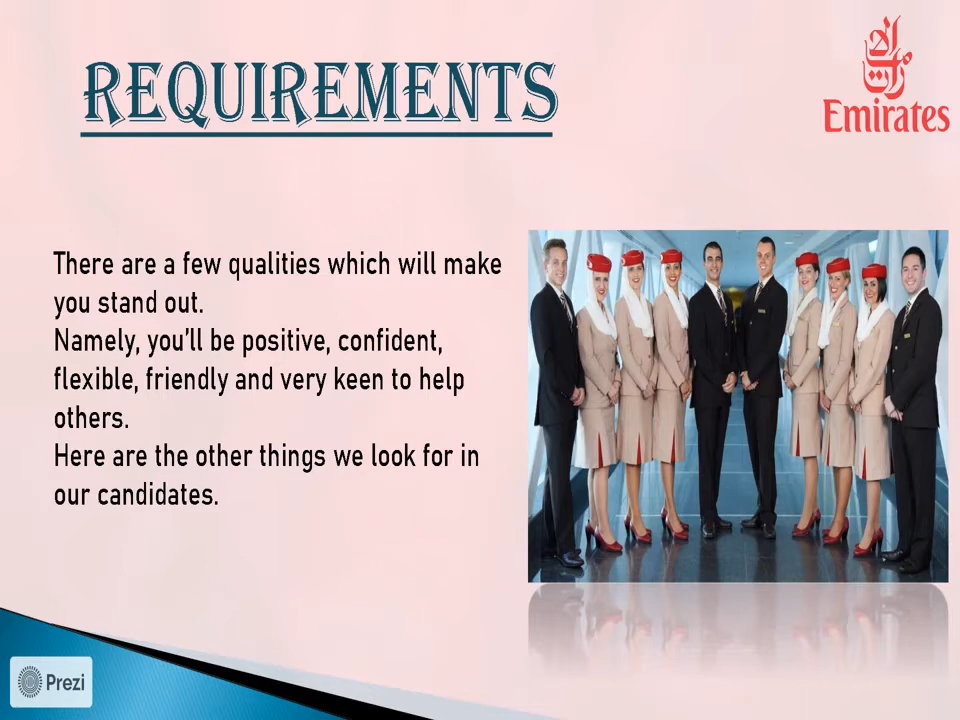 REQUIREMENTS
Emirates
There are a few qualities which will make
you stand out.
Namely, you'll be positive, confident,
flexible, friendly and very keen to help
others.
Here are the other things we look for in
our candidates.
Prezi